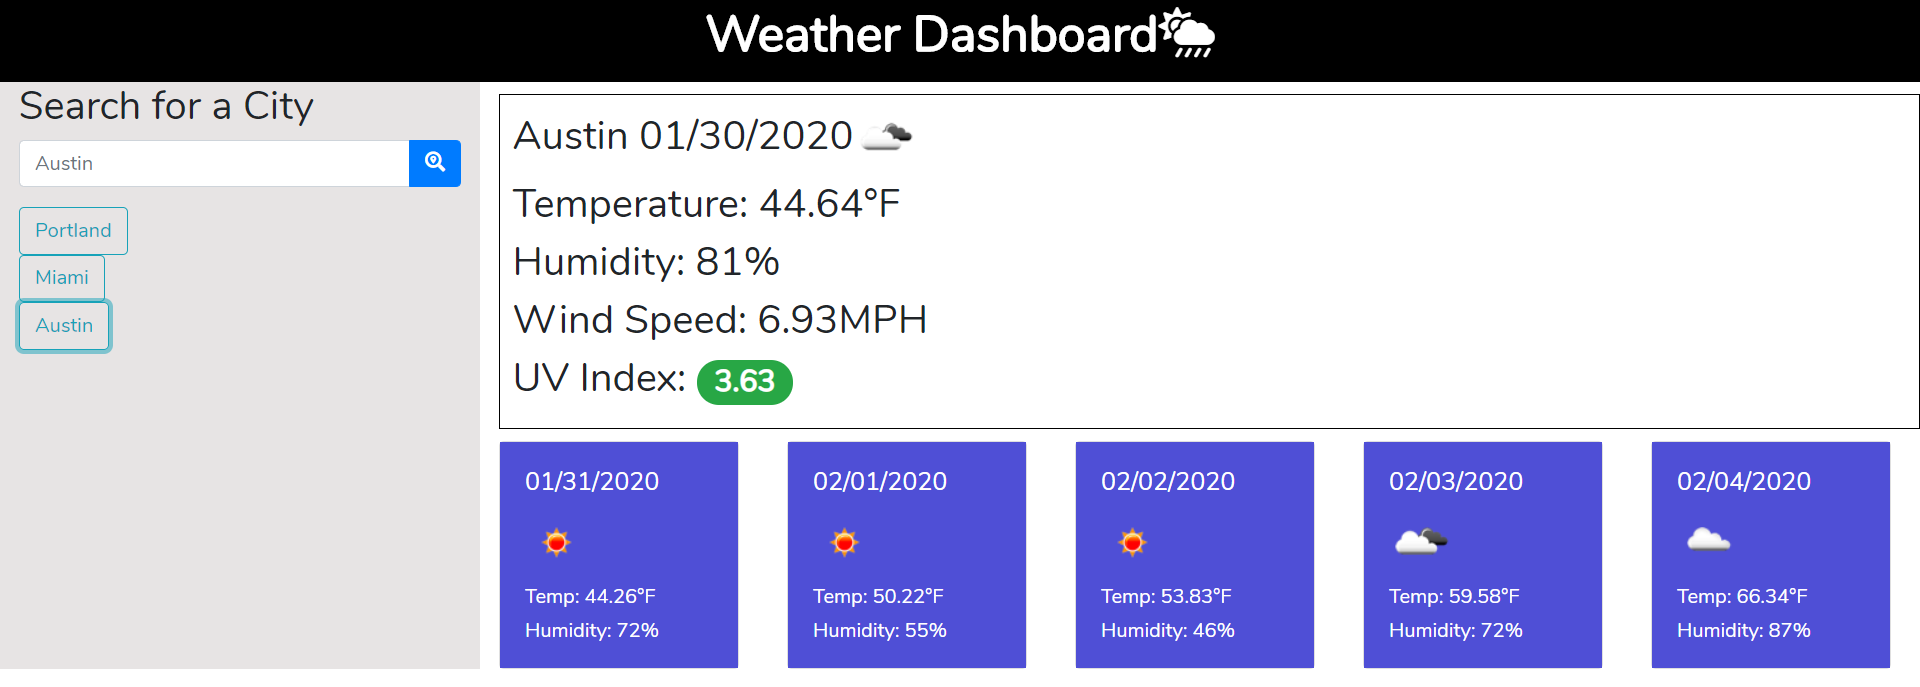 Weather Dashboard
Search for a City
Austin
Portland
Miami
Austin
Austin 01/30/2020
Temperature: 44.64°F
Humidity: 81%
Wind Speed: 6.93MPH
UV Index: 3.63
01/31/2020
Temp: 44.26°F
Humidity: 72%
02/01/2020
Temp: 50.22°F
Humidity: 55%
02/02/2020
Temp: 53.83°F
Humidity: 46%
02/03/2020
Temp: 59.58°F
Humidity: 72%
02/04/2020
Temp: 66.34°F
Humidity: 87%